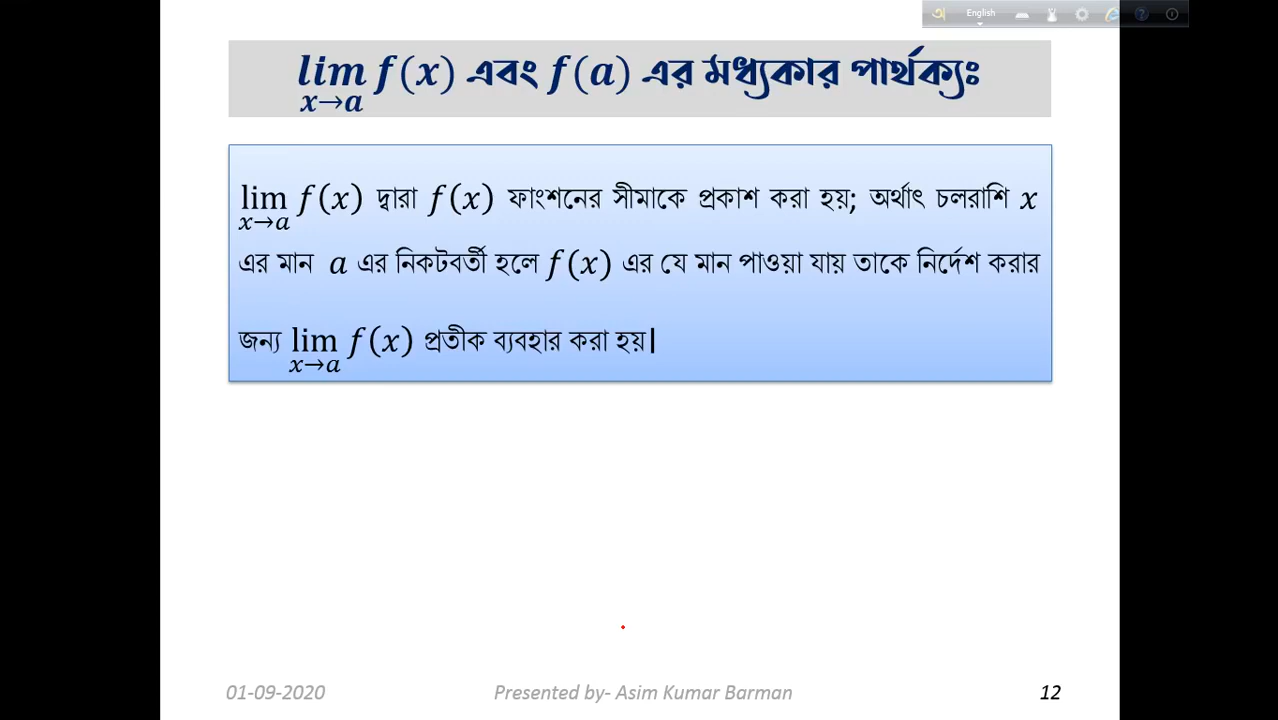 English
lim x→a f(x) এবং f(a) এর মধ্যকার পার্থক্যঃ
lim x→a f(x) দ্বারা f(x) ফাংশনের সীমাকে প্রকাশ করা হয়; অর্থাৎ চলরাশি x
এর মান a এর নিকটবর্তী হলে f(x) এর যে মান পাওয়া যায় তাকে নির্দেশ করার
জন্য lim x→a f(x) প্রতীক ব্যবহার করা হয়।
01-09-2020 Presented by- Asim Kumar Barman 12